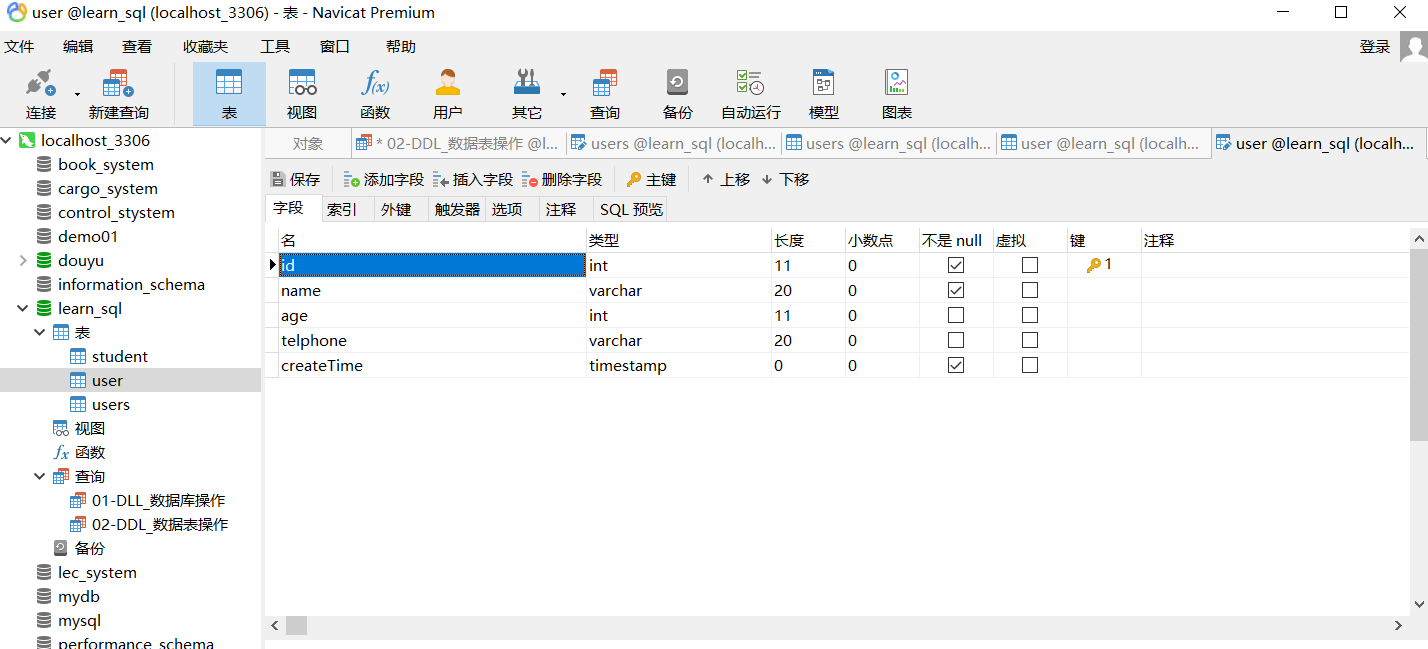 user @learn_sql (localhost_3306) - 表 - Navicat Premium
文件 编辑 查看 收藏夹 工具 窗口 帮助 登录
连接 新建查询 表 视图 函数 用户 其它 查询 备份 自动运行 模型 图表
localhost_3306
book_system
cargo_system
control_stystem
demo01
douyu
information_schema
learn_sql
表
student
user
users
视图
函数
查询
01-DLL_数据库操作
02-DDL_数据表操作
备份
lec_system
mydb
mysql
performance_schema
对象 * 02-DDL_数据表操作 @l... users @learn_sql (localh... users @learn_sql (localh... user @learn_sql (localh... user @learn_sql (localh...
保存 添加字段 插入字段 删除字段 主键 上移 下移
字段 索引 外键 触发器 选项 注释 SQL 预览
名 类型 长度 小数点 不是 null 虚拟 键 注释
id int 11 0 1
name varchar 20 0
age int 11 0
telphone varchar 20 0
createTime timestamp 0 0